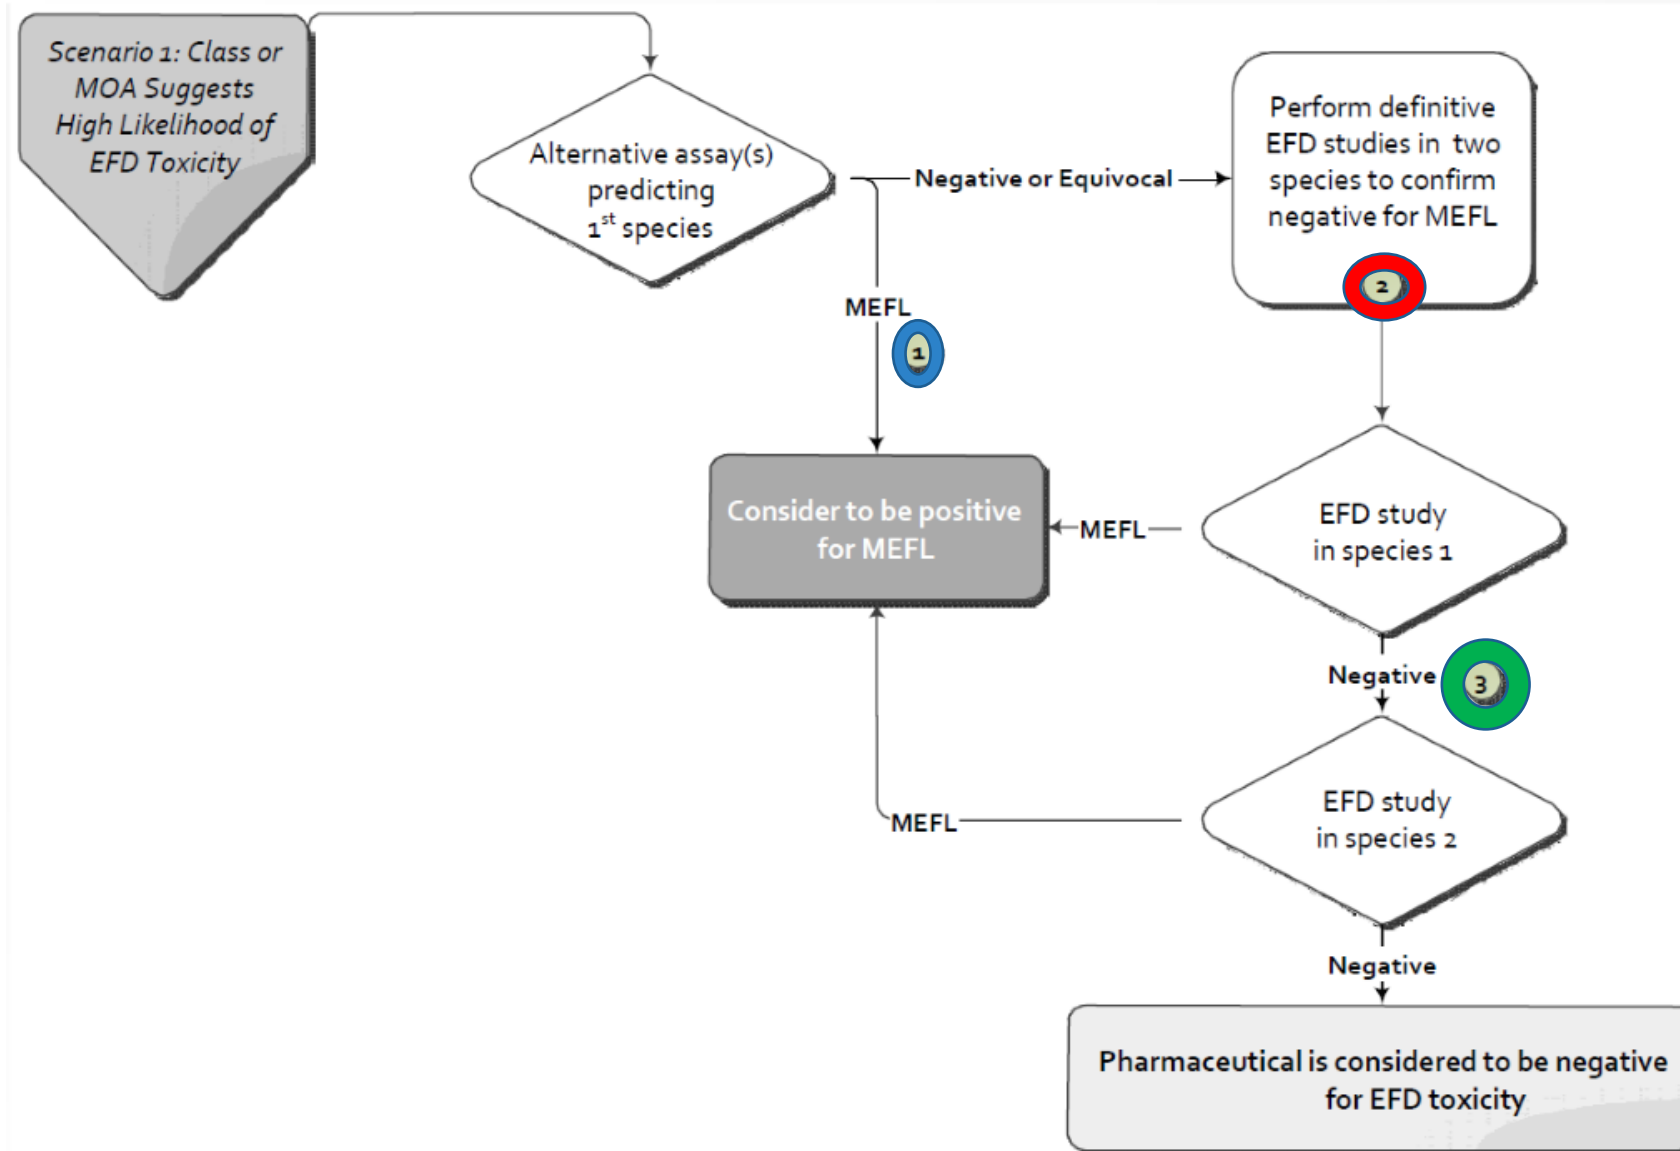 Scenario 1: Class or
MOA Suggests
High Likelihood of
EFD Toxicity
Alternative assay(s)
predicting
1st species
Negative or Equivocal
Perform definitive
EFD studies in two
species to confirm
negative for MEFL
2
MEFL
1
Consider to be positive
for MEFL
MEFL
EFD study
in species 1
Negative
3
EFD study
in species 2
MEFL
Negative
Pharmaceutical is considered to be negative
for EFD toxicity